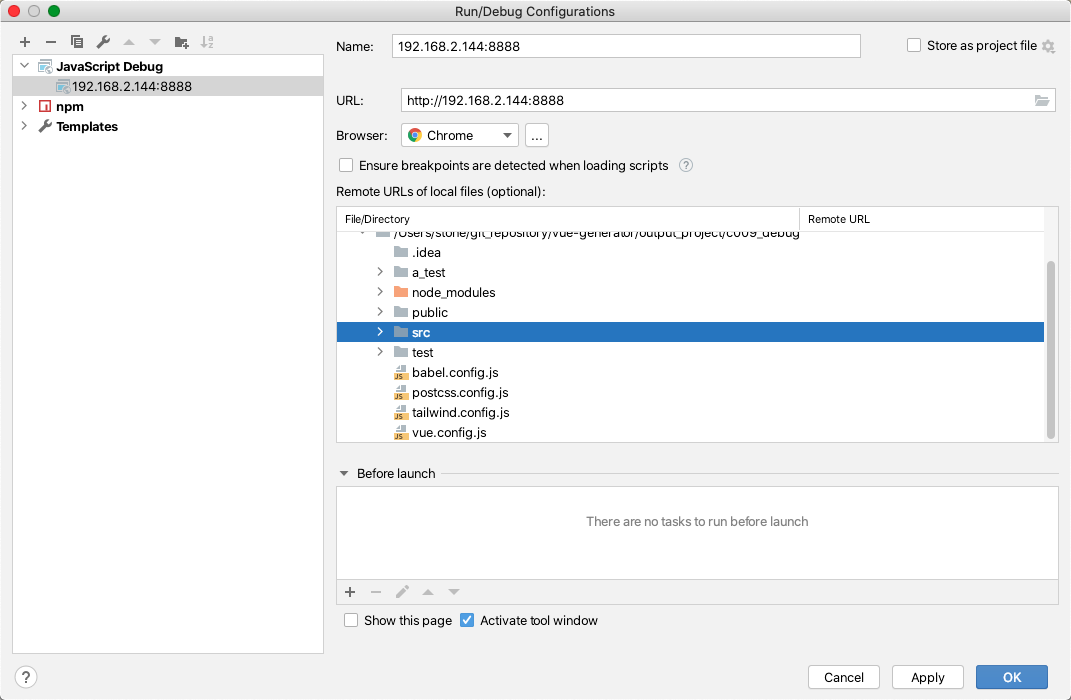 Run/Debug Configurations
JavaScript Debug
192.168.2.144:8888
npm
Templates
Name: 192.168.2.144:8888
Store as project file
URL: http://192.168.2.144:8888
Browser: Chrome ...
Ensure breakpoints are detected when loading scripts ?
Remote URLs of local files (optional):
File/Directory Remote URL
/Users/stone/git_repository/vue-generator/output_project/c009_debug
.idea
a_test
node_modules
public
src
test
babel.config.js
postcss.config.js
tailwind.config.js
vue.config.js
Before launch
There are no tasks to run before launch
Show this page Activate tool window
? Cancel Apply OK